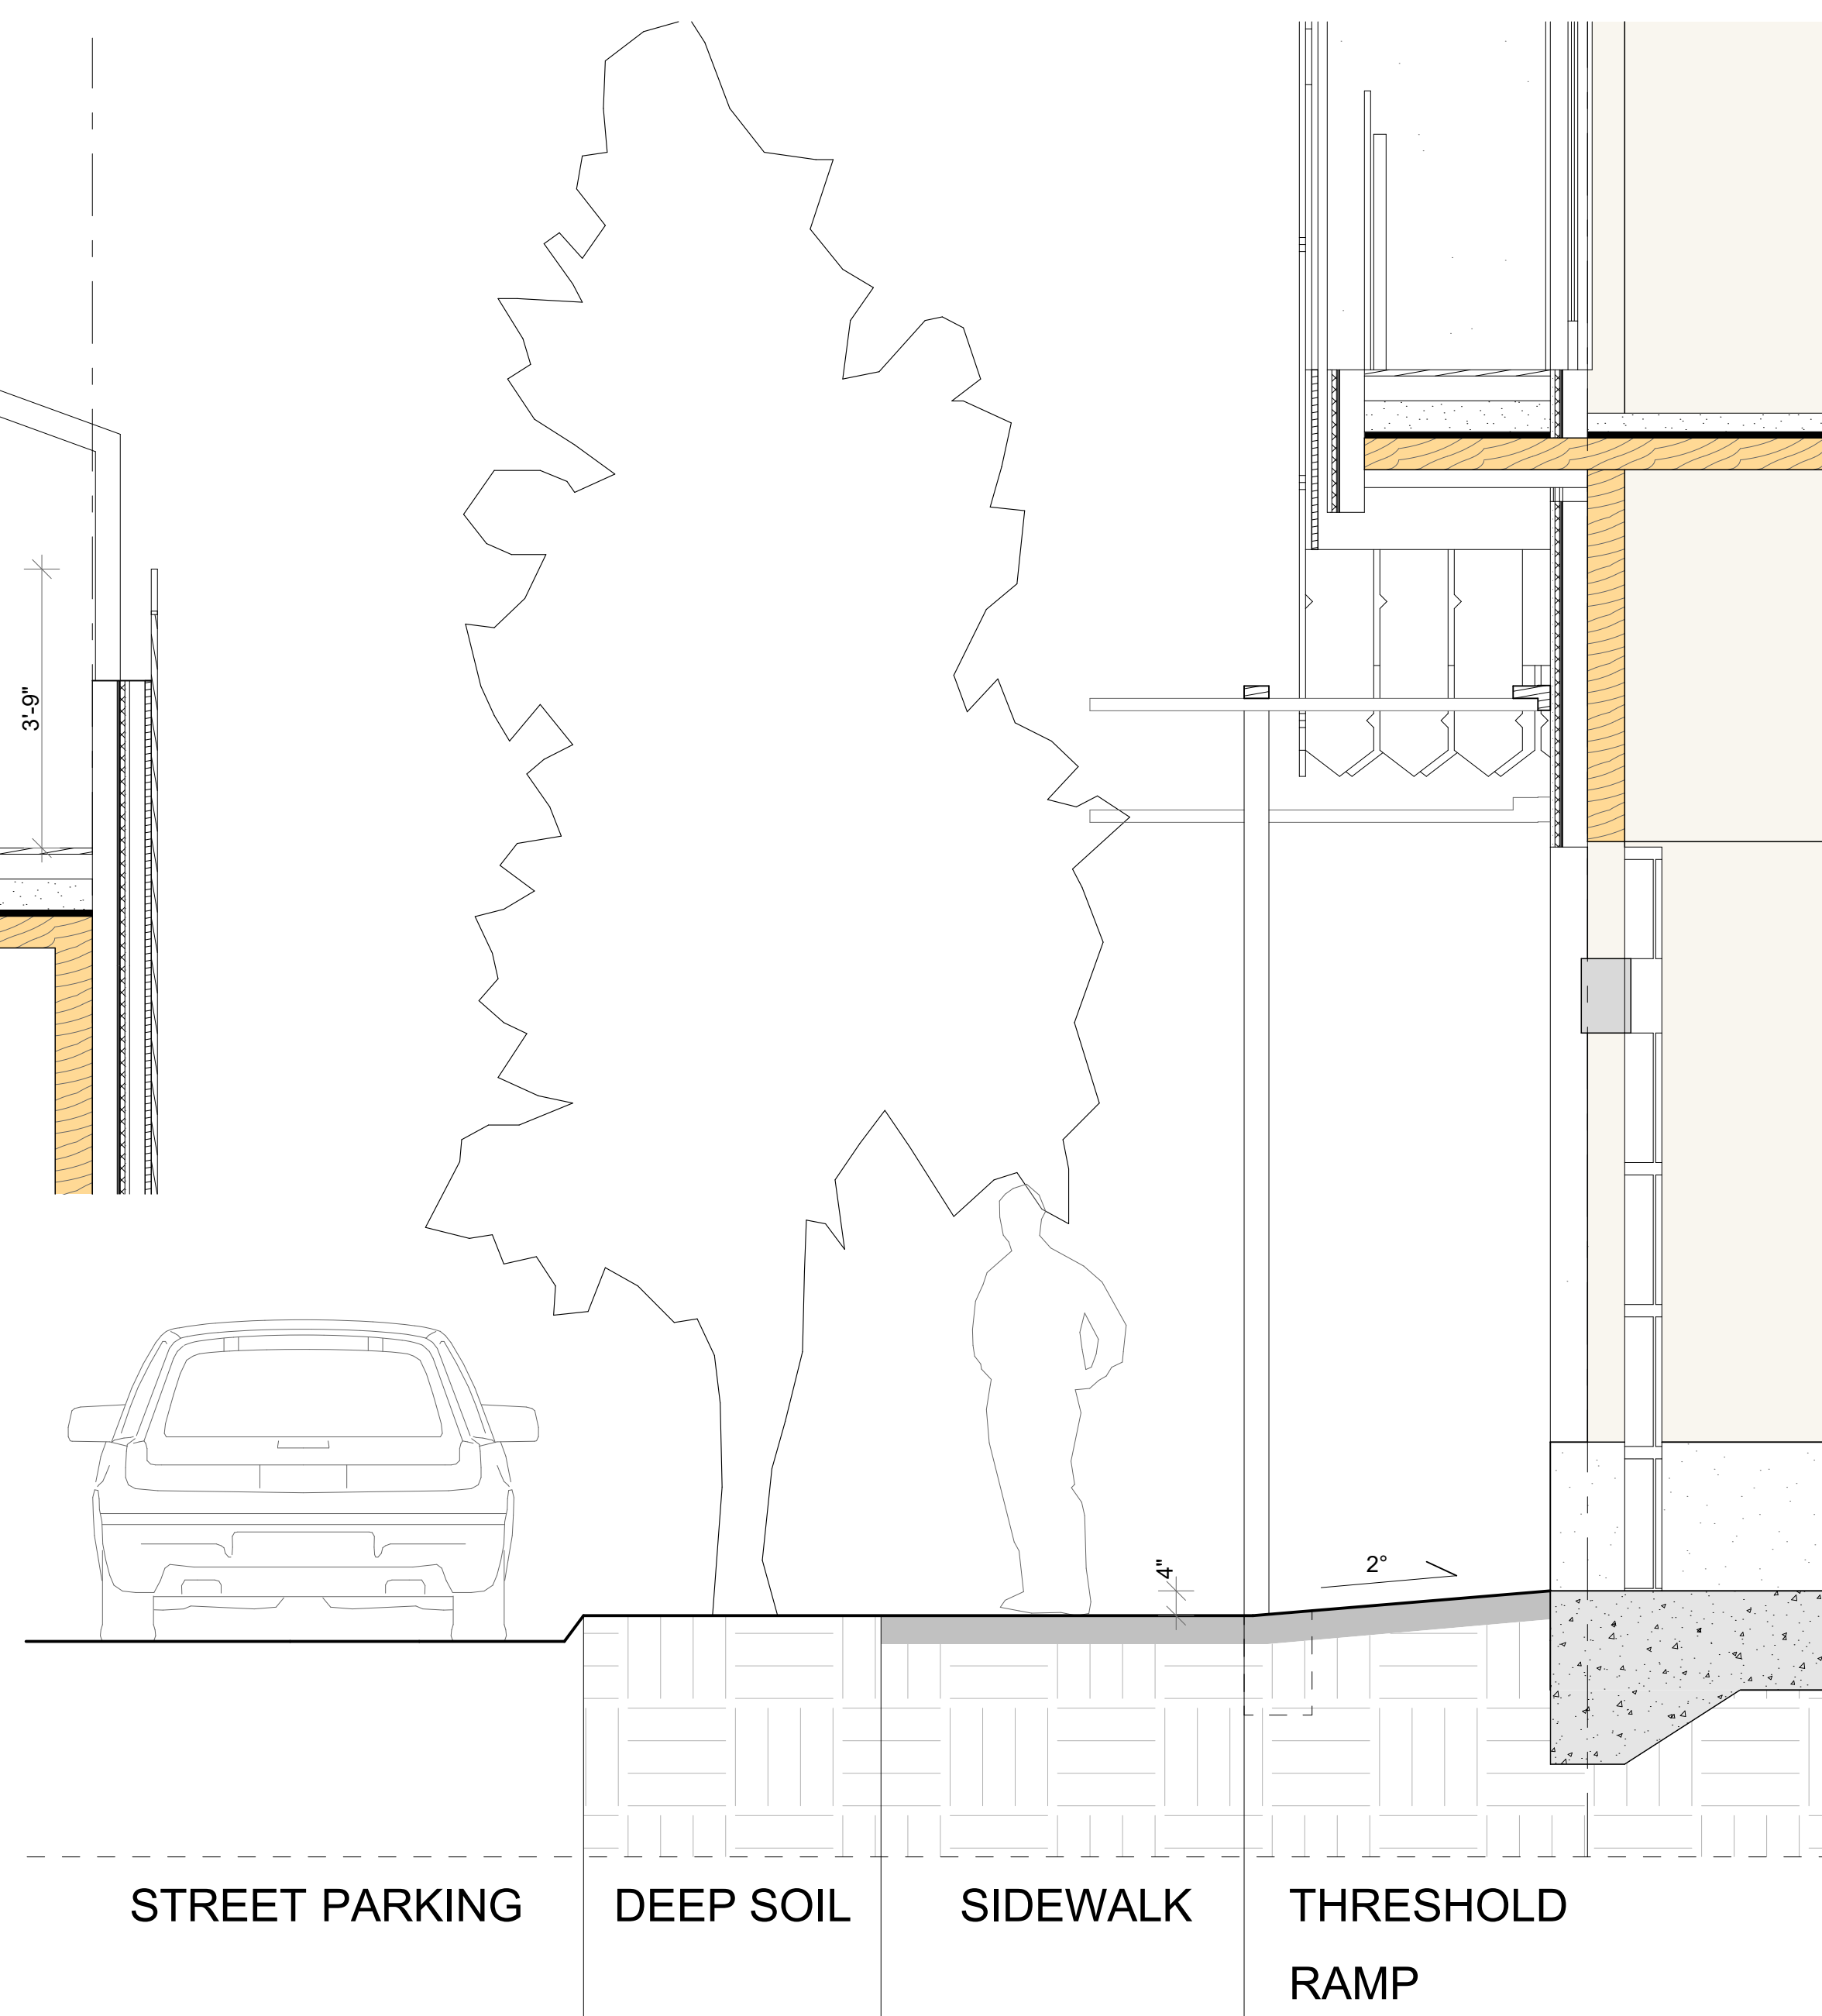 3'-9"
4"
2°
STREET PARKING
DEEP SOIL
SIDEWALK
THRESHOLD
RAMP